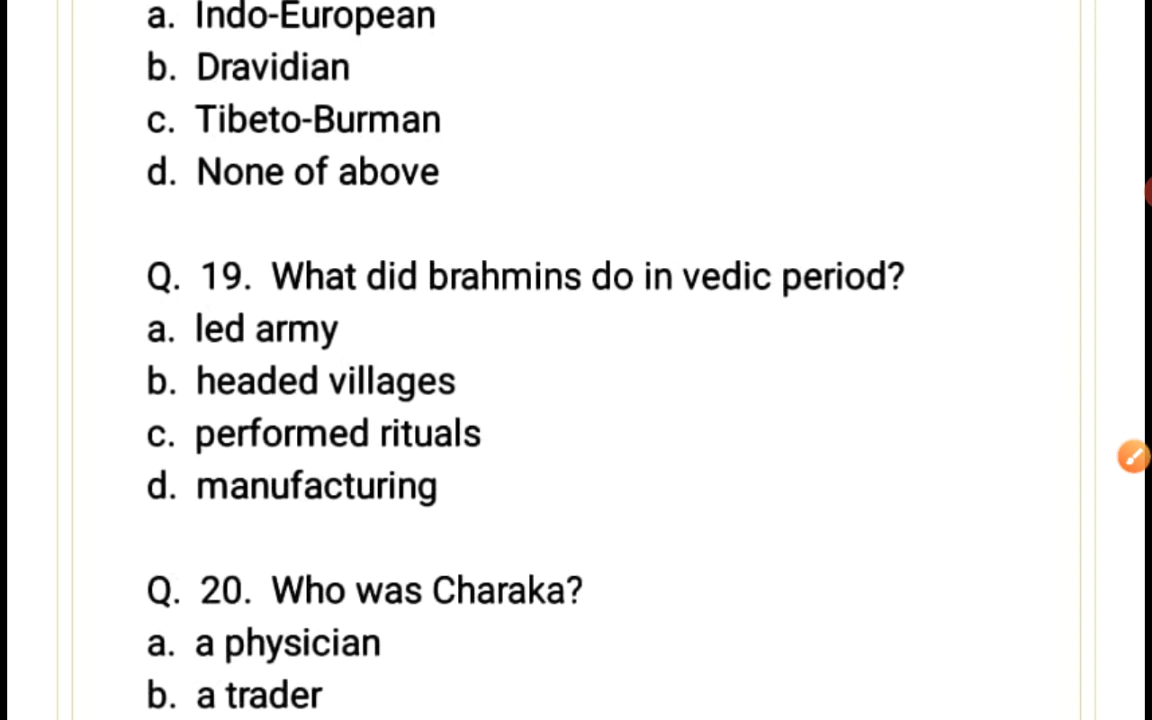 a. Indo-European
b. Dravidian
c. Tibeto-Burman
d. None of above
Q. 19. What did brahmins do in vedic period?
a. led army
b. headed villages
c. performed rituals
d. manufacturing
Q. 20. Who was Charaka?
a. a physician
b. a trader